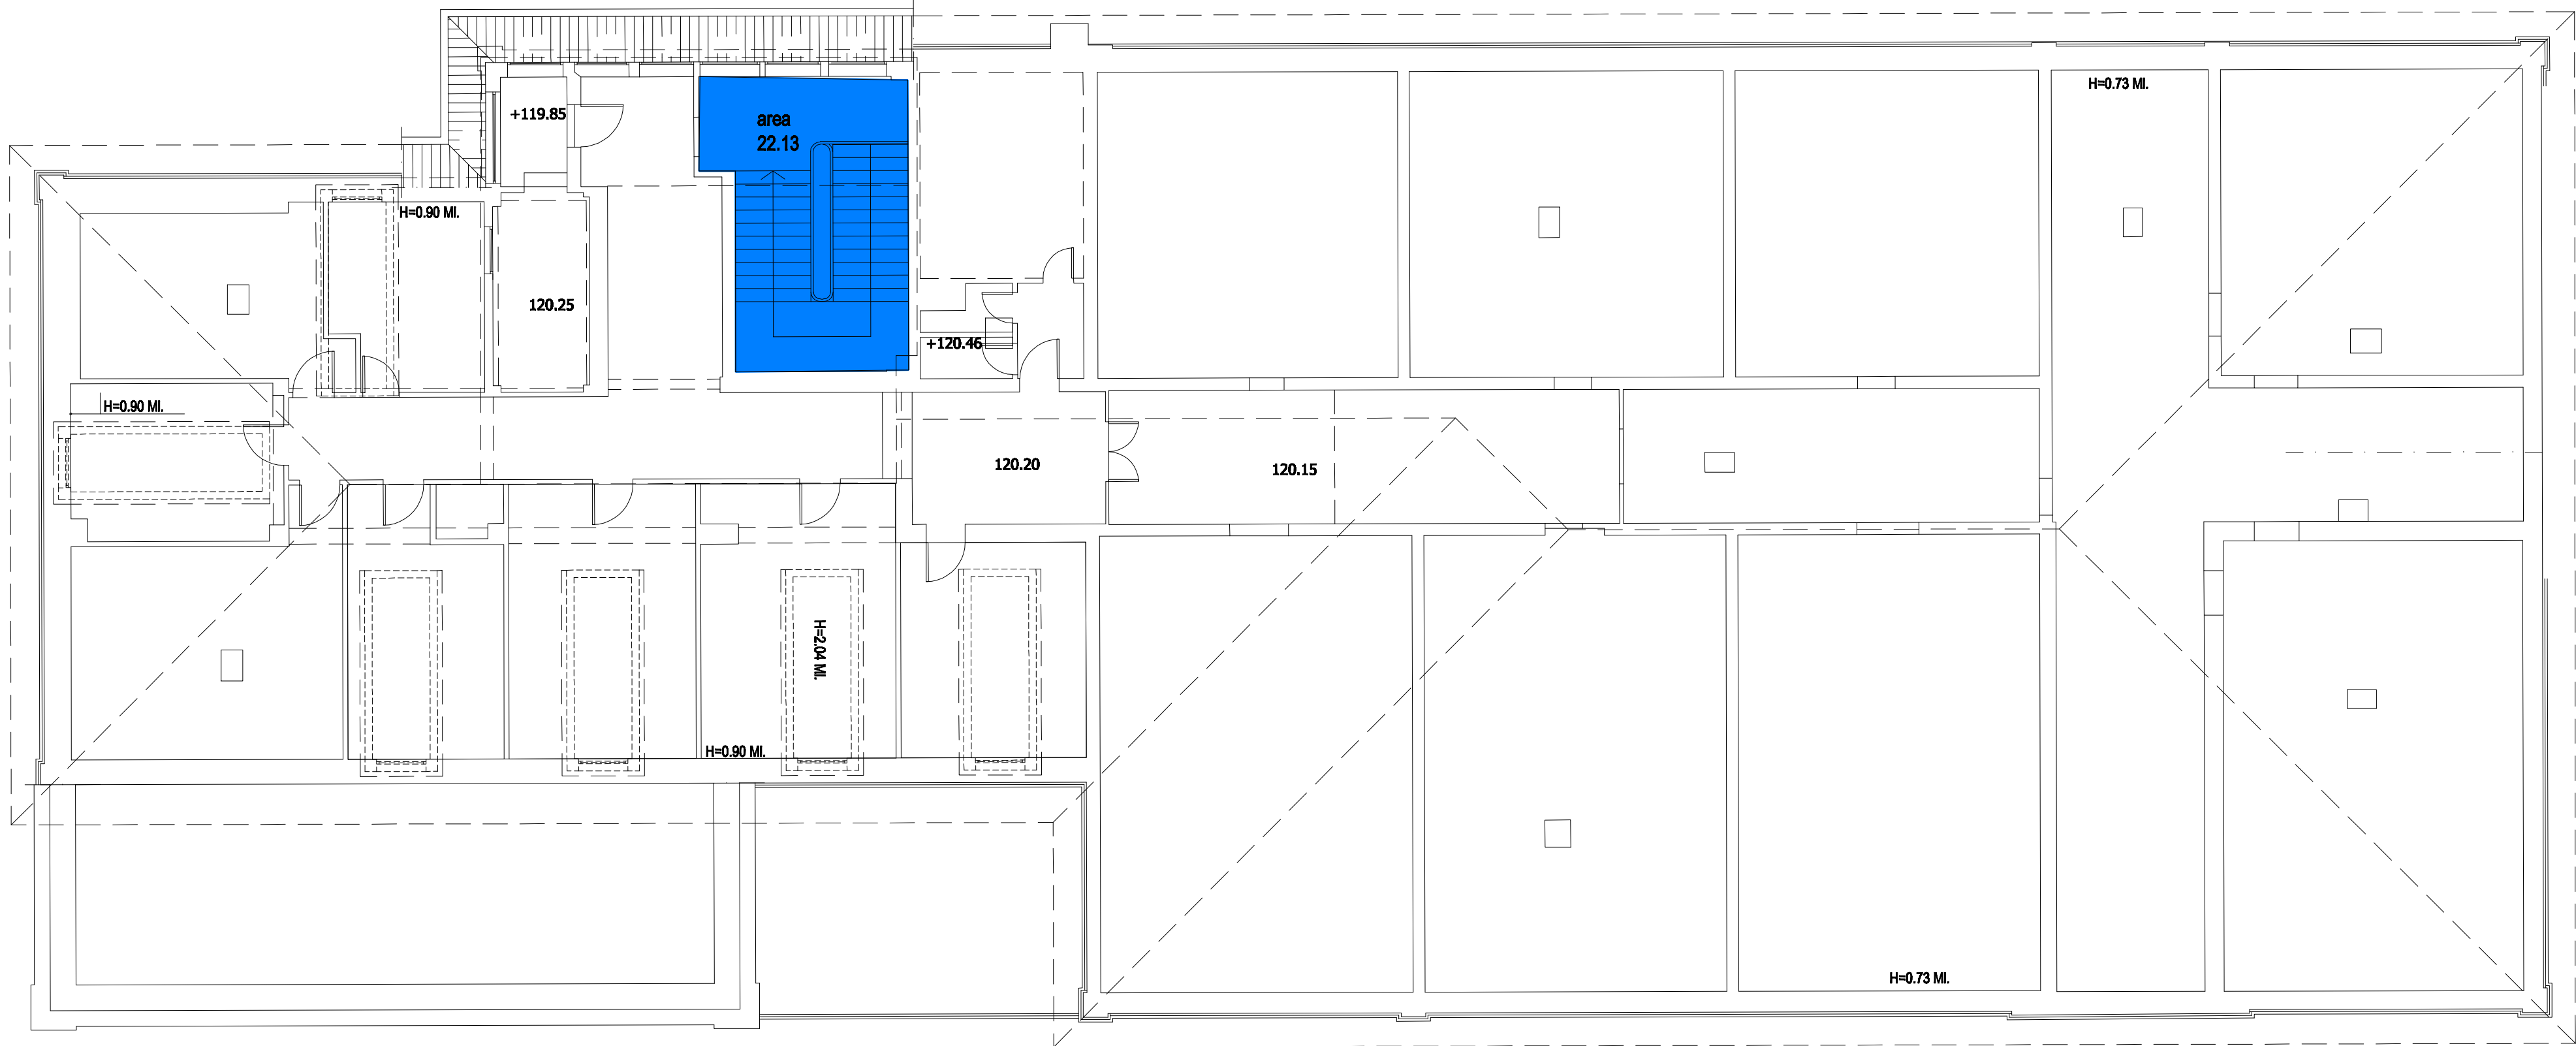 H=0.73 Ml.
+119.85
area
22.13
H=0.90 Ml.
120.25
+120.46
H=0.90 Ml.
120.20
120.15
H=2.04 Ml.
H=0.90 Ml.
H=0.73 Ml.